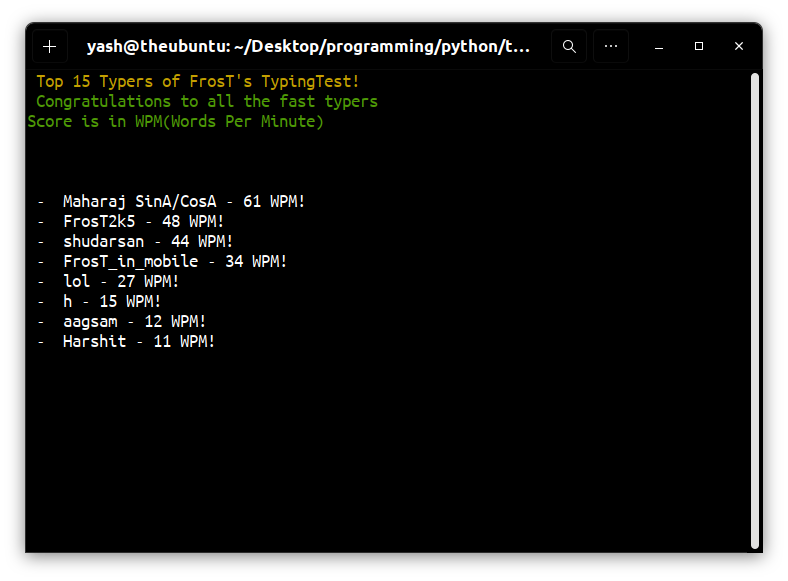 yash@theubuntu: ~/Desktop/programming/python/t...
Top 15 Typers of FrosT's TypingTest!
Congratulations to all the fast typers
Score is in WPM(Words Per Minute)
-  Maharaj SinA/CosA - 61 WPM!
-  FrosT2k5 - 48 WPM!
-  shudarsan - 44 WPM!
-  FrosT_in_mobile - 34 WPM!
-  lol - 27 WPM!
-  h - 15 WPM!
-  aagsam - 12 WPM!
-  Harshit - 11 WPM!